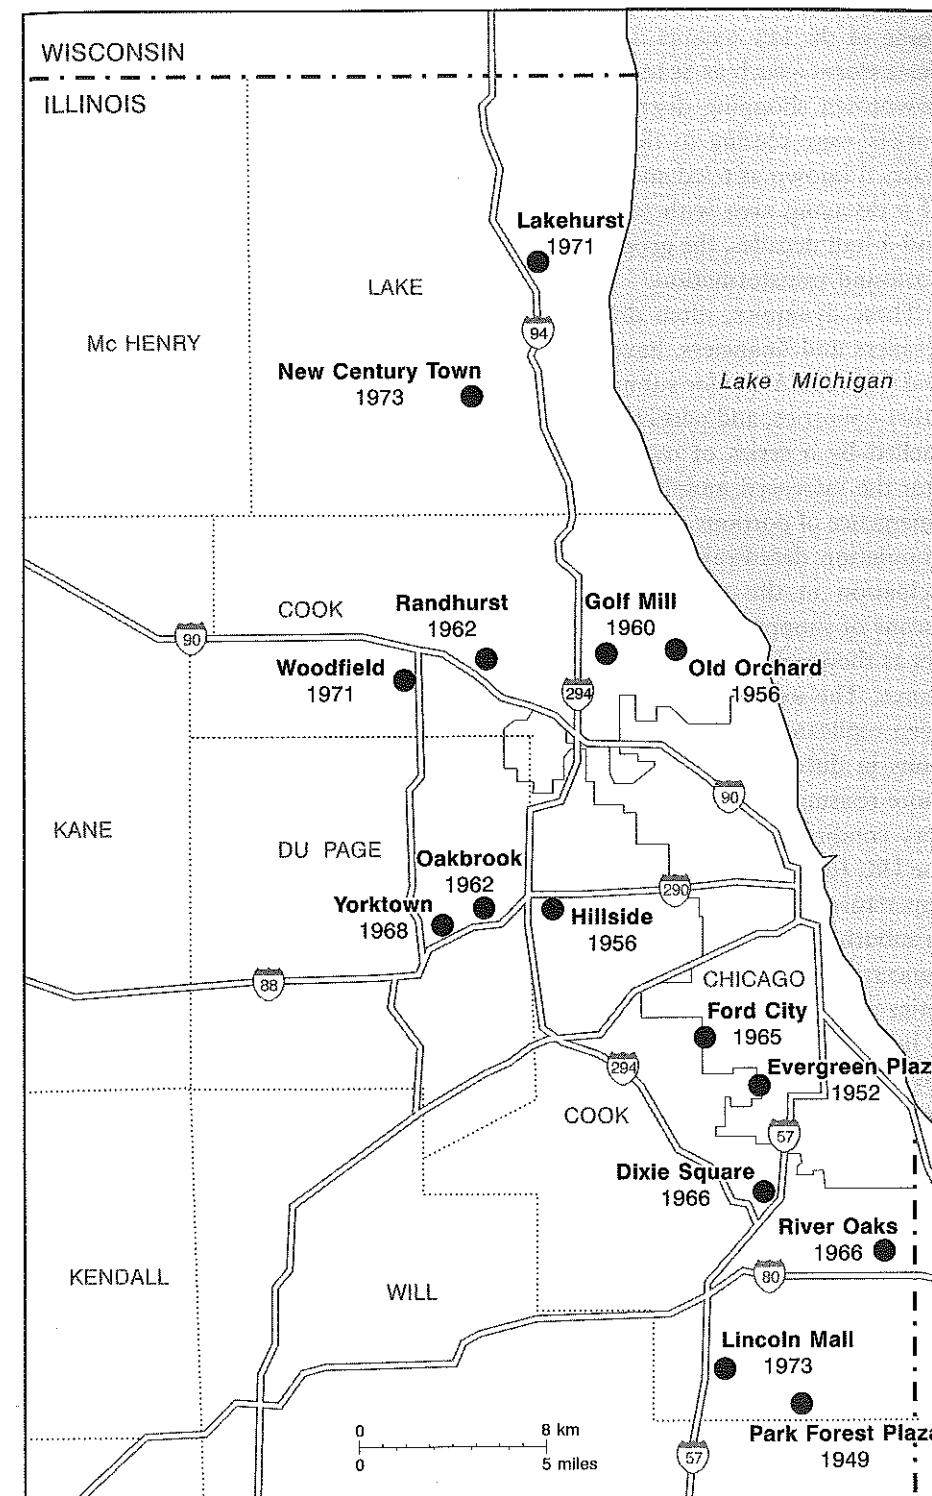 WISCONSIN
ILLINOIS
Lakehurst
1971
LAKE
94
Mc HENRY
New Century Town
1973
Lake Michigan
COOK
Randhurst
1962
Golf Mill
1960
90
Woodfield
1971
Old Orchard
1956
294
90
KANE
DU PAGE
Oakbrook
1962
290
Yorktown
1968
Hillside
1956
88
CHICAGO
Ford City
1965
294
Evergreen Plaz
1952
COOK
57
Dixie Square
1966
River Oaks
1966
KENDALL
WILL
80
Lincoln Mall
1973
0 8 km
0 5 miles
Park Forest Plaza
1949
57